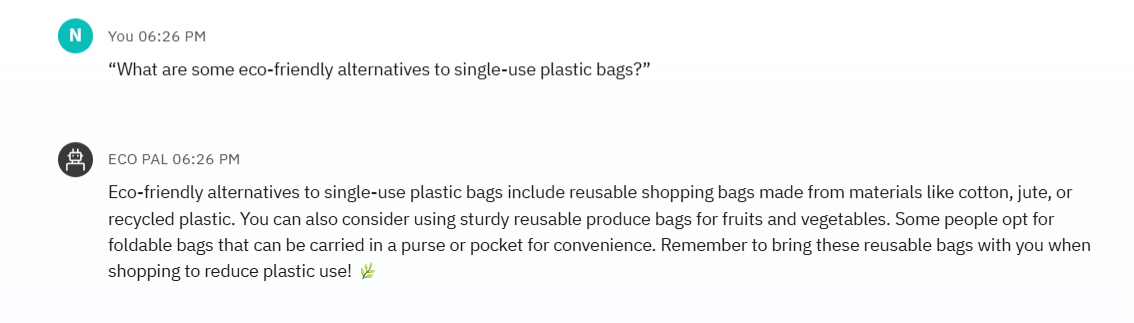 N
You 06:26 PM
“What are some eco-friendly alternatives to single-use plastic bags?”
ECO PAL 06:26 PM
Eco-friendly alternatives to single-use plastic bags include reusable shopping bags made from materials like cotton, jute, or
recycled plastic. You can also consider using sturdy reusable produce bags for fruits and vegetables. Some people opt for
foldable bags that can be carried in a purse or pocket for convenience. Remember to bring these reusable bags with you when
shopping to reduce plastic use! 🌿